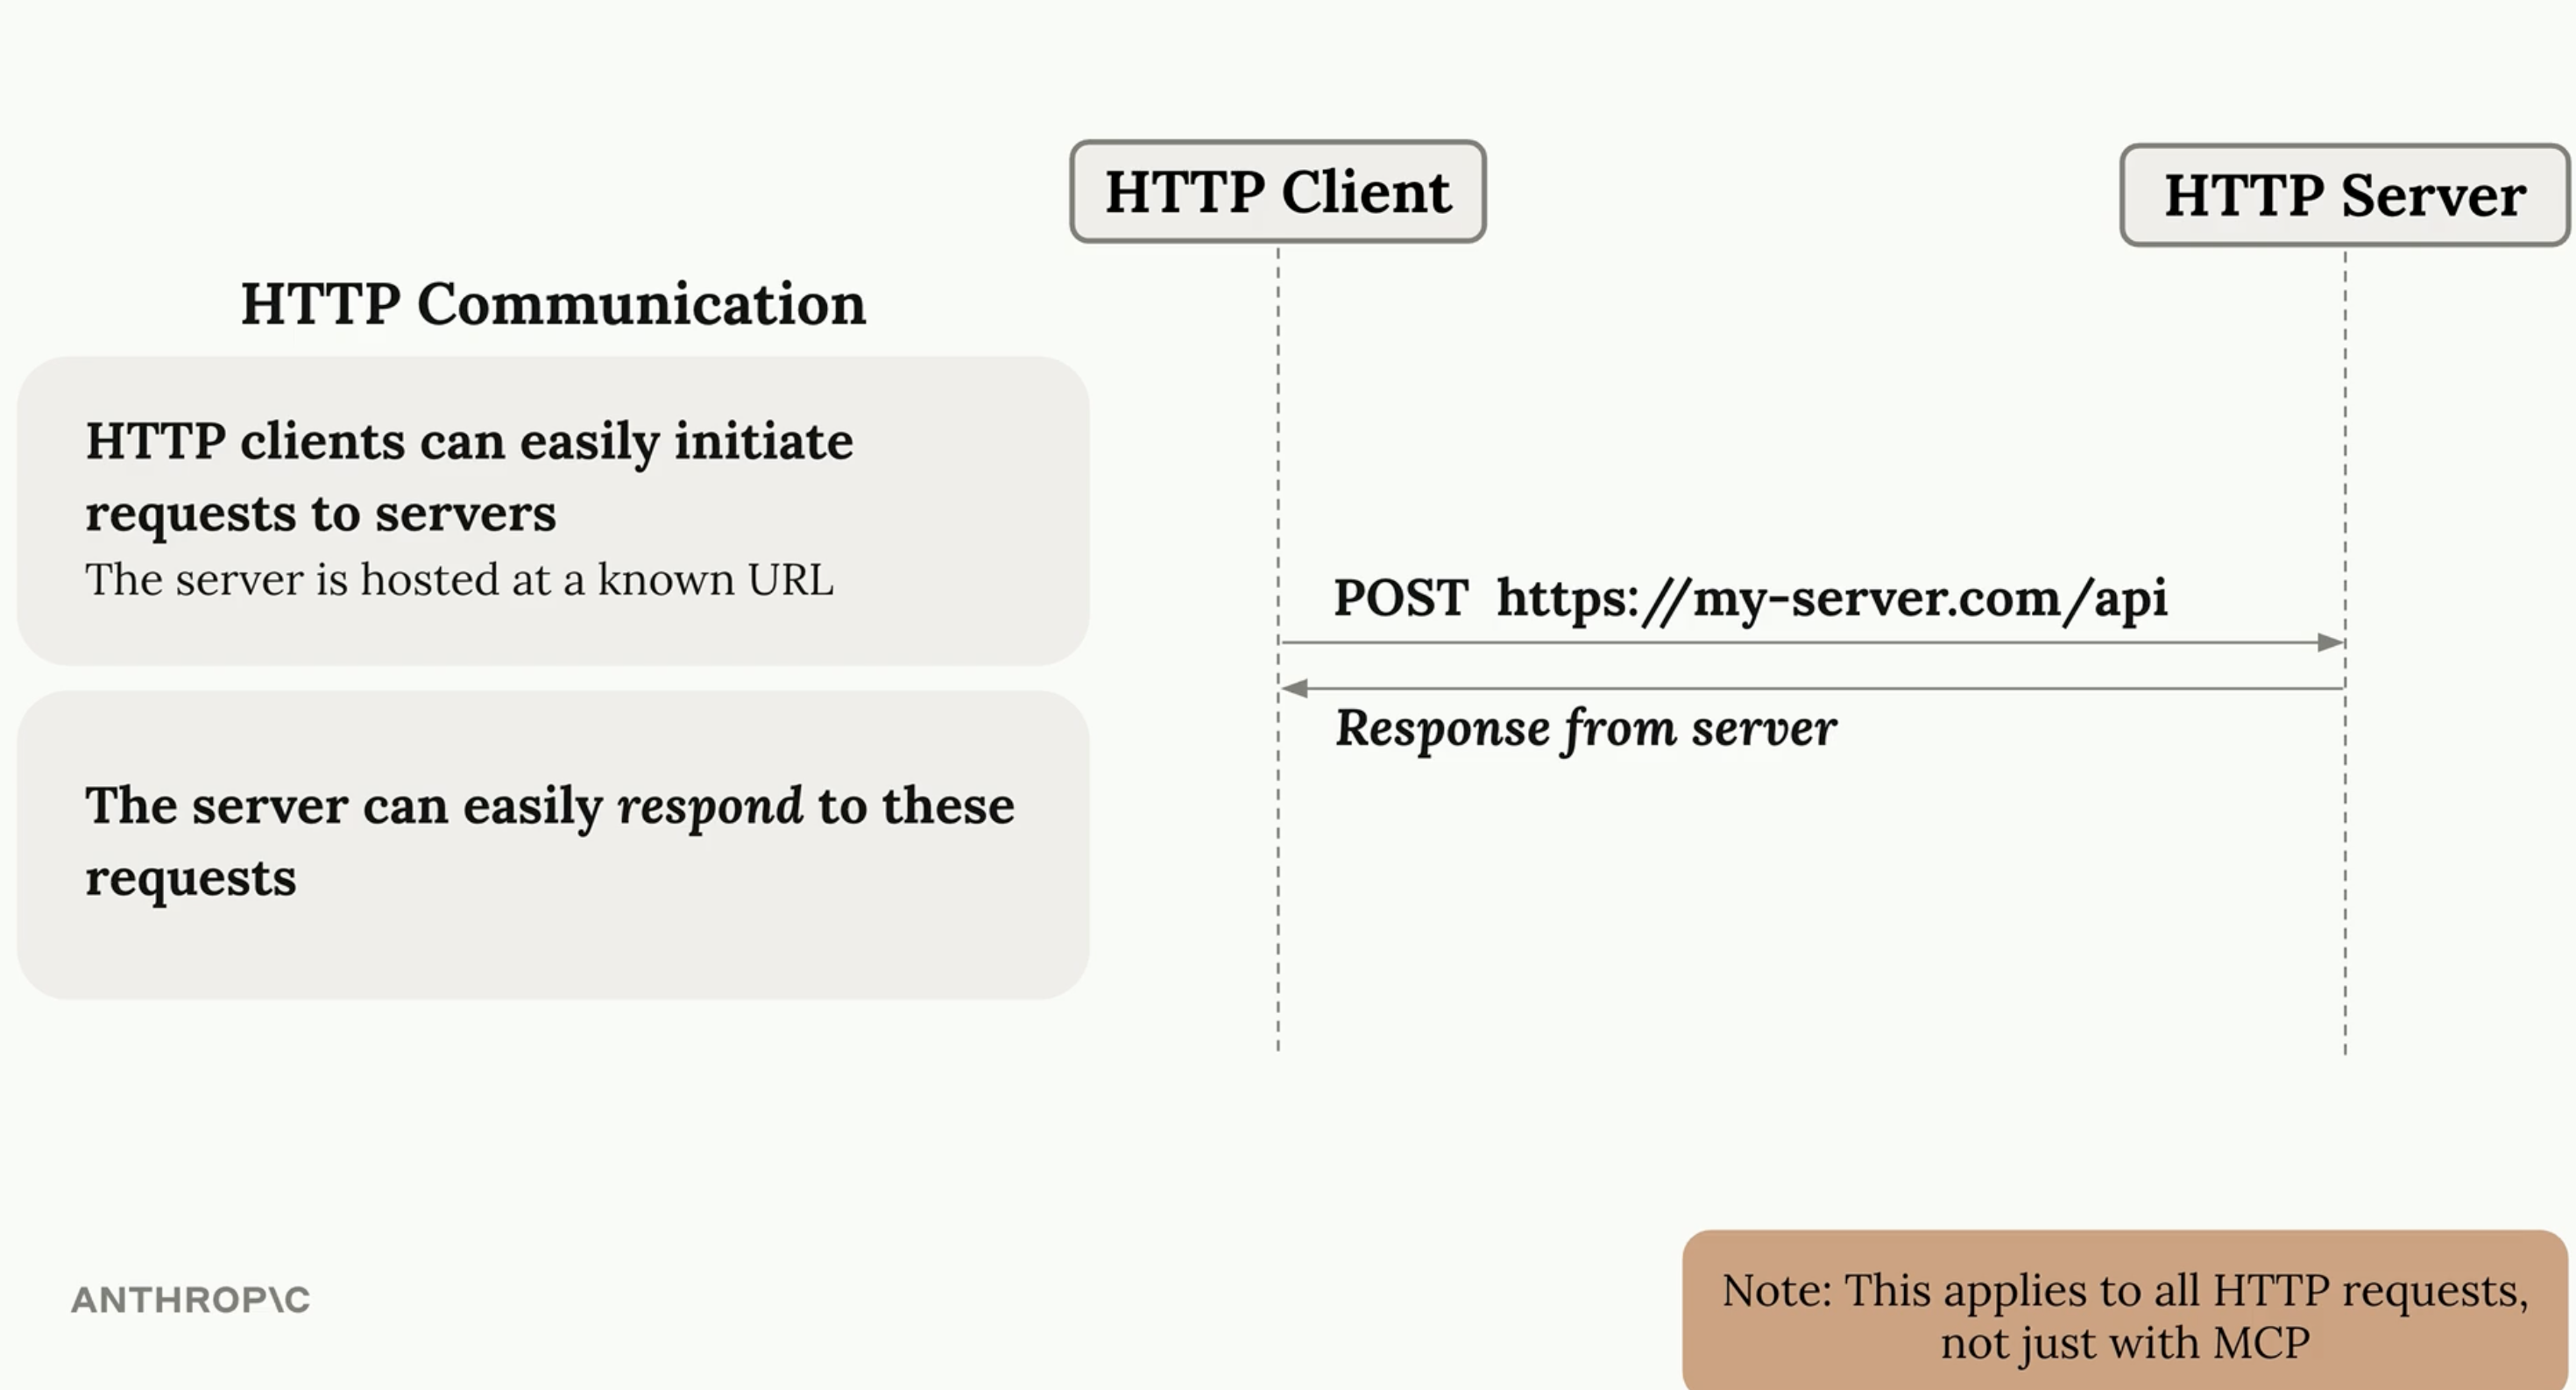 HTTP Client
HTTP Server
HTTP Communication
HTTP clients can easily initiate
requests to servers
The server is hosted at a known URL
POST https://my-server.com/api
Response from server
The server can easily respond to these
requests
ANTHROP\C
Note: This applies to all HTTP requests,
not just with MCP